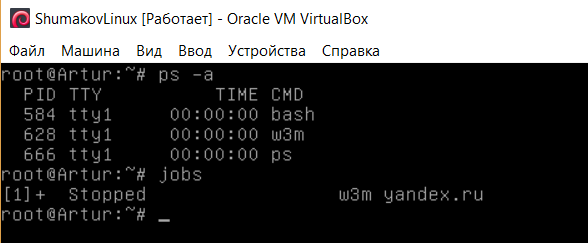 ShumakovLinux [Работает] - Oracle VM VirtualBox
Файл Машина Вид Ввод Устройства Справка
root@Artur:~# ps -a
PID TTY TIME CMD
584 tty1 00:00:00 bash
628 tty1 00:00:00 w3m
666 tty1 00:00:00 ps
root@Artur:~# jobs
[1]+ Stopped w3m yandex.ru
root@Artur:~# _